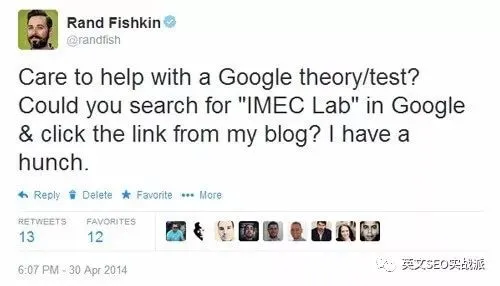 Rand Fishkin
@randfish
Care to help with a Google theory/test?
Could you search for "IMEC Lab" in Google
& click the link from my blog? I have a
hunch.
Reply Delete Favorite More
RETWEETS FAVORITES
13 12
6:07 PM - 30 Apr 2014
英文SEO实战派